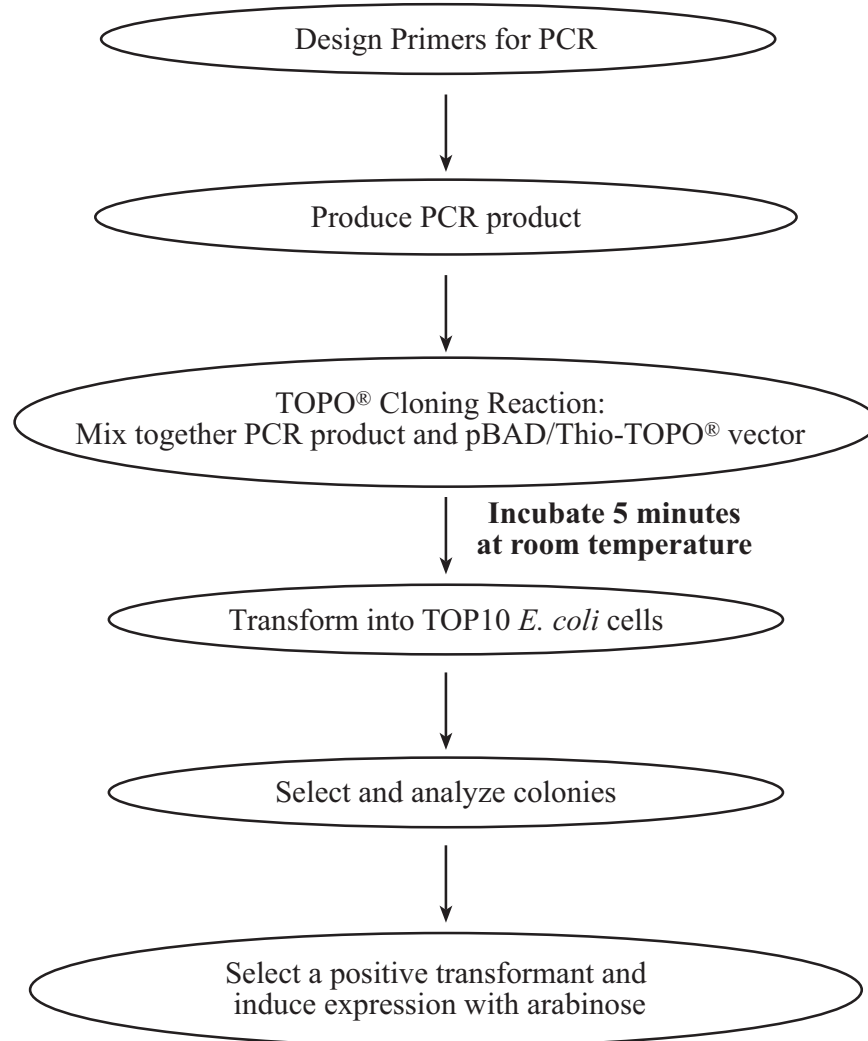 Design Primers for PCR
Produce PCR product
TOPO® Cloning Reaction:
Mix together PCR product and pBAD/Thio-TOPO® vector
Incubate 5 minutes
at room temperature
Transform into TOP10 E. coli cells
Select and analyze colonies
Select a positive transformant and
induce expression with arabinose